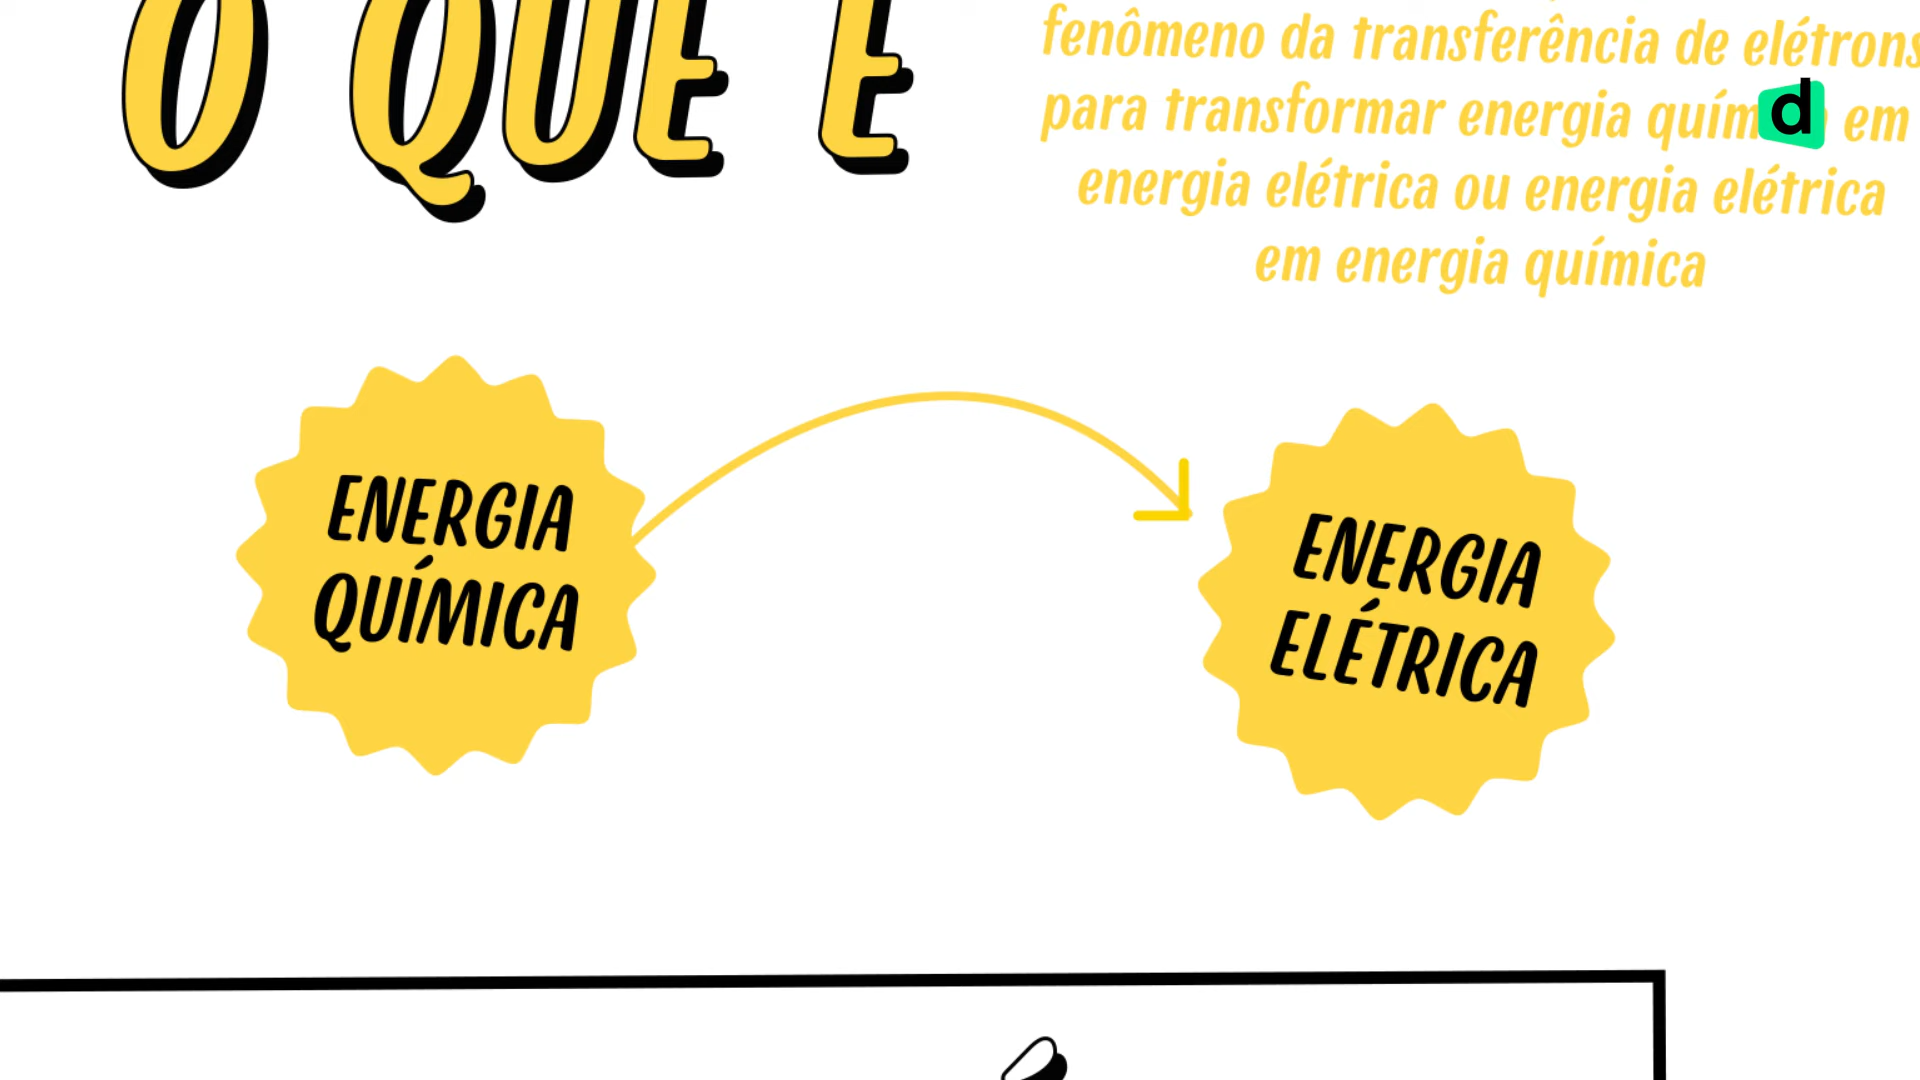 O QUE É
fenômeno da transferência de elétrons
para transformar energia em
energia elétrica ou energia elétrica
em energia química
d
ENERGIA
QUÍMICA
ENERGIA
ELÉTRICA